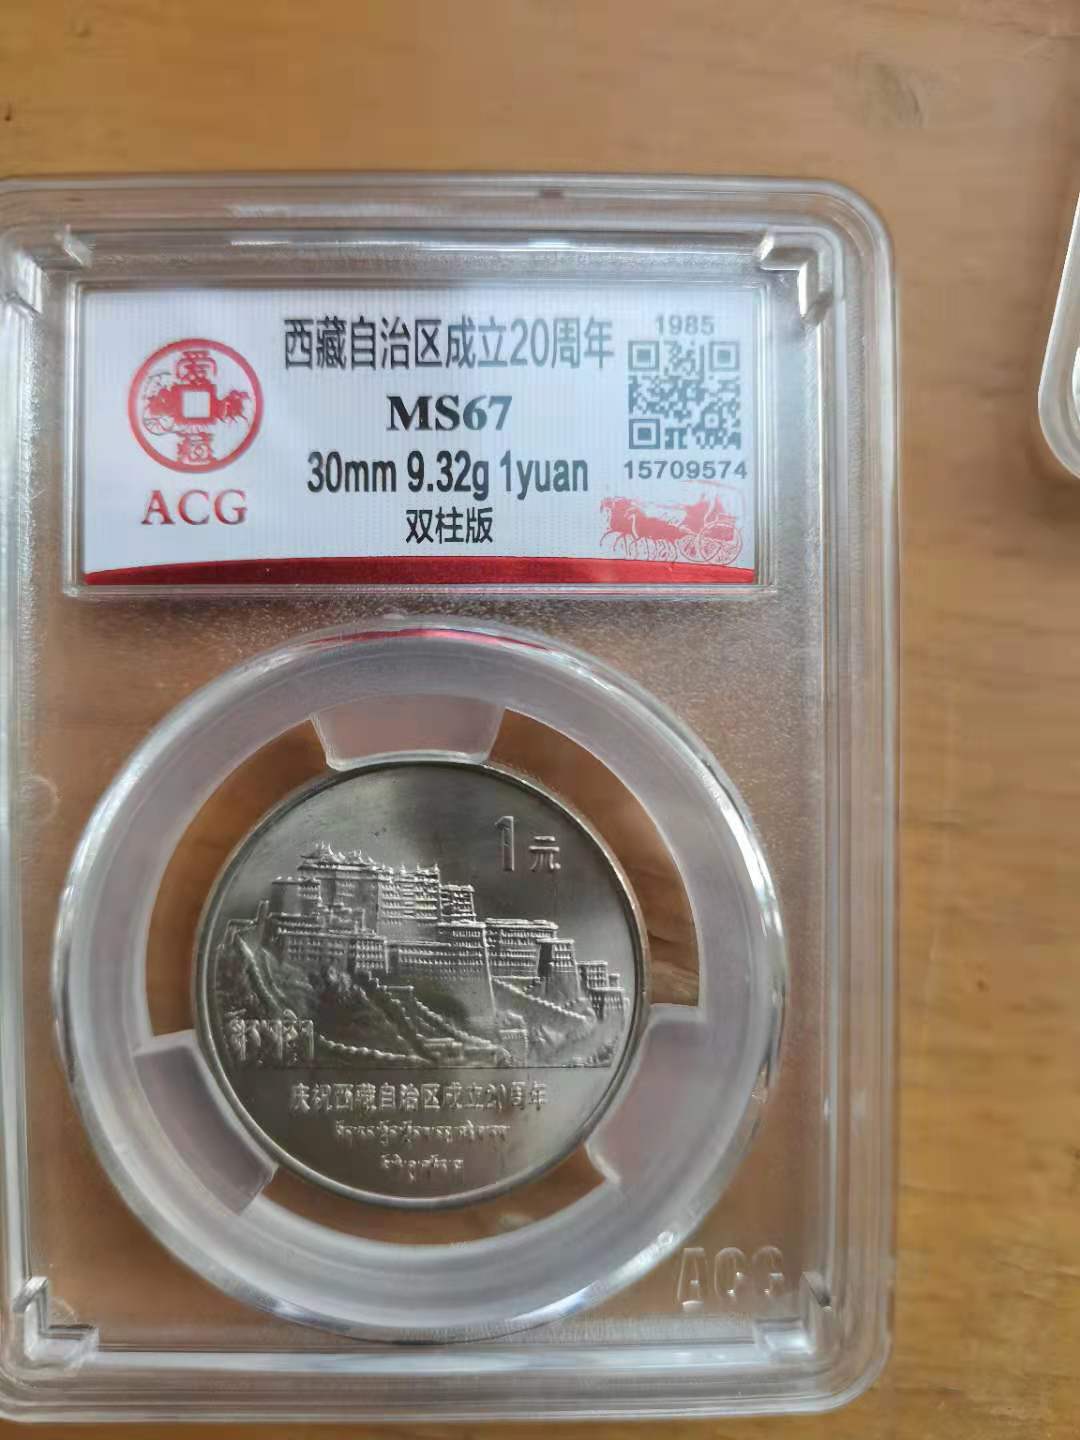 西藏自治区成立20周年
1985
爱藏
MS67
30mm 9.32g 1yuan
15709574
ACG
双柱版
1元
庆祝西藏自治区成立20周年
ACG